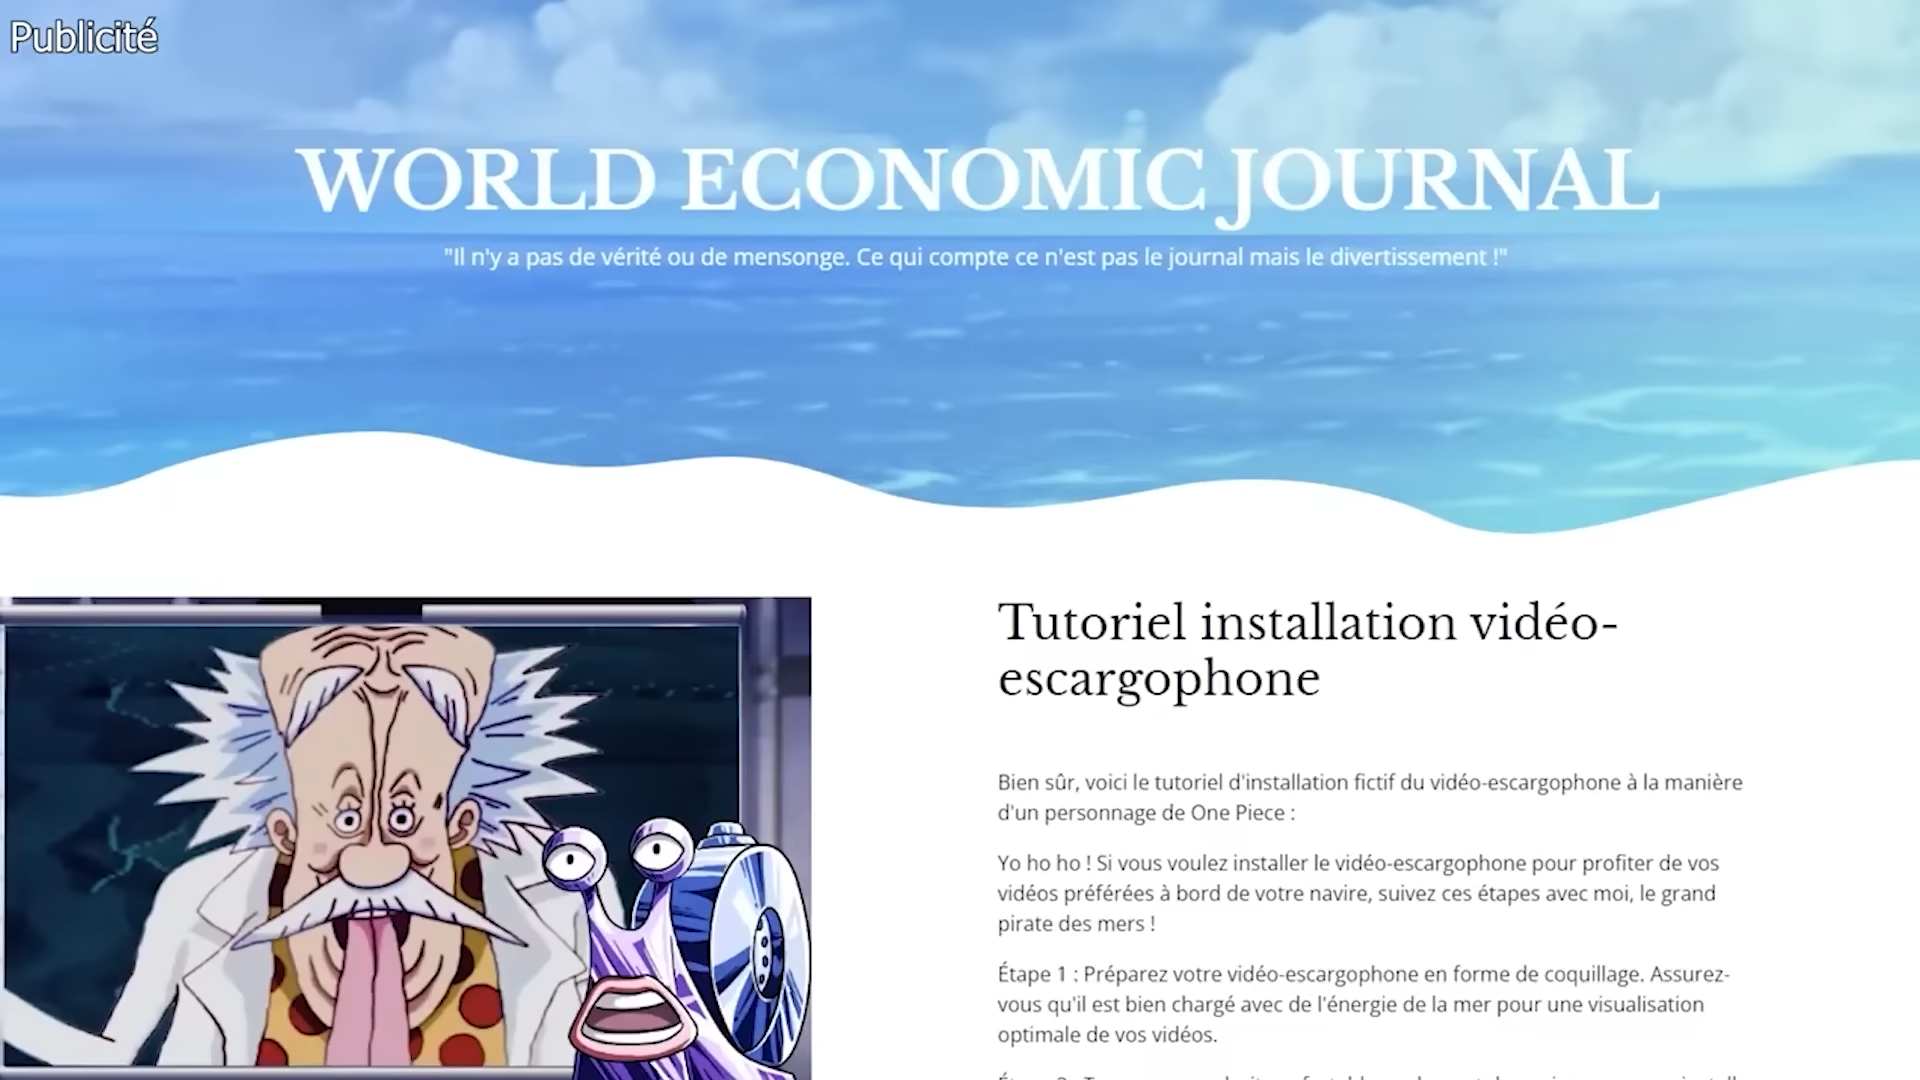 Publicité
WORLD ECONOMIC JOURNAL
"Il n'y a pas de vérité ou de mensonge. Ce qui compte ce n'est pas le journal mais le divertissement !"
Tutoriel installation vidéo-
escargophone
Bien sûr, voici le tutoriel d'installation fictif du vidéo-escargophone à la manière
d'un personnage de One Piece :
Yo ho ho ! Si vous voulez installer le vidéo-escargophone pour profiter de vos
vidéos préférées à bord de votre navire, suivez ces étapes avec moi, le grand
pirate des mers !
Étape 1 : Préparez votre vidéo-escargophone en forme de coquillage. Assurez-
vous qu'il est bien chargé avec de l'énergie de la mer pour une visualisation
optimale de vos vidéos.